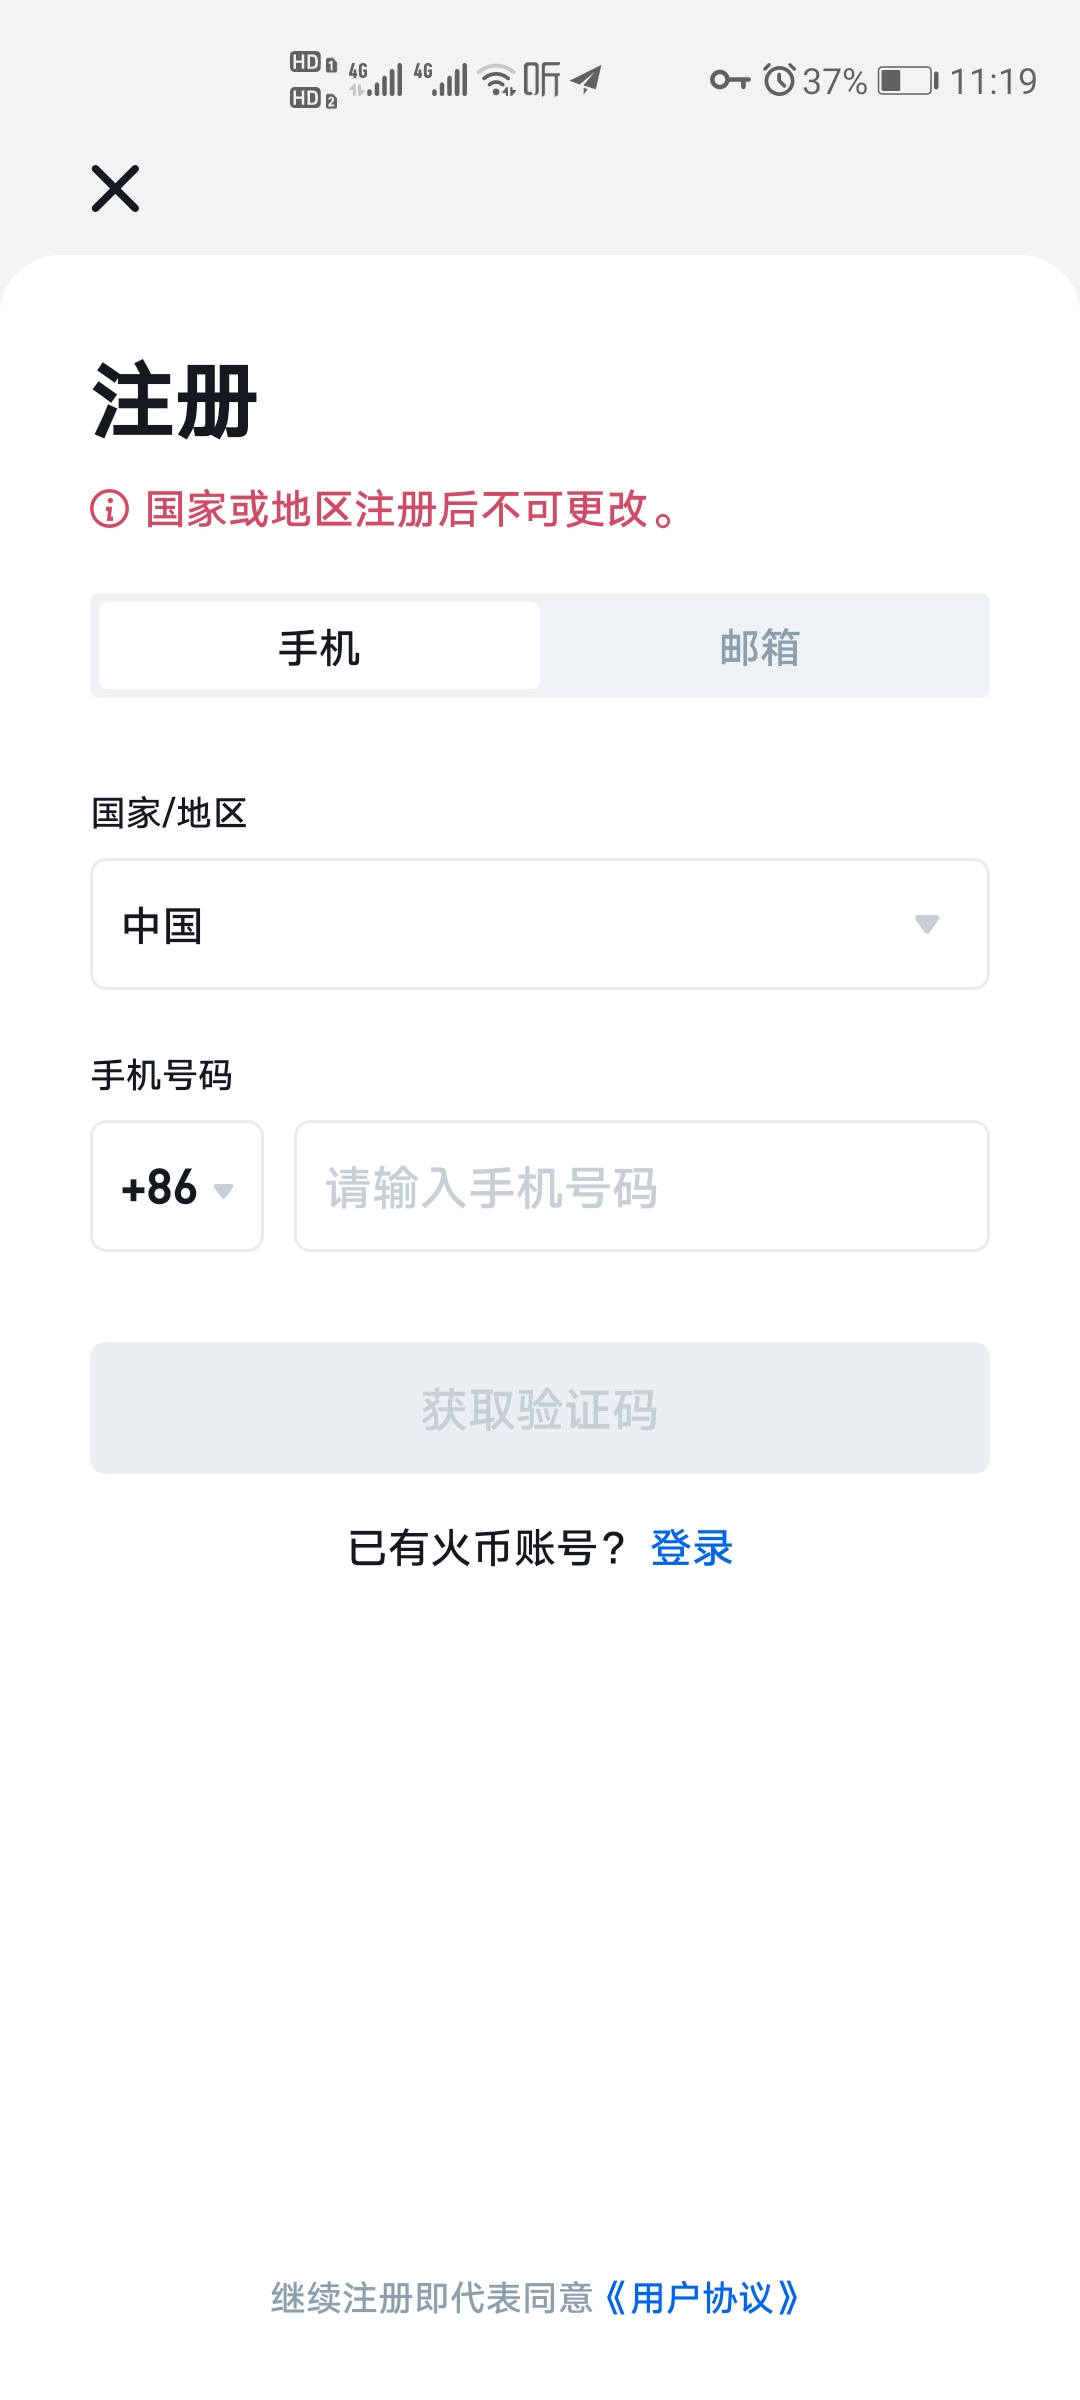 HD 1 4G 4G 听 37% 11:19
HD 2
注册
国家或地区注册后不可更改。
手机 邮箱
国家/地区
中国
手机号码
+86 请输入手机号码
获取验证码
已有火币账号？ 登录
继续注册即代表同意《用户协议》